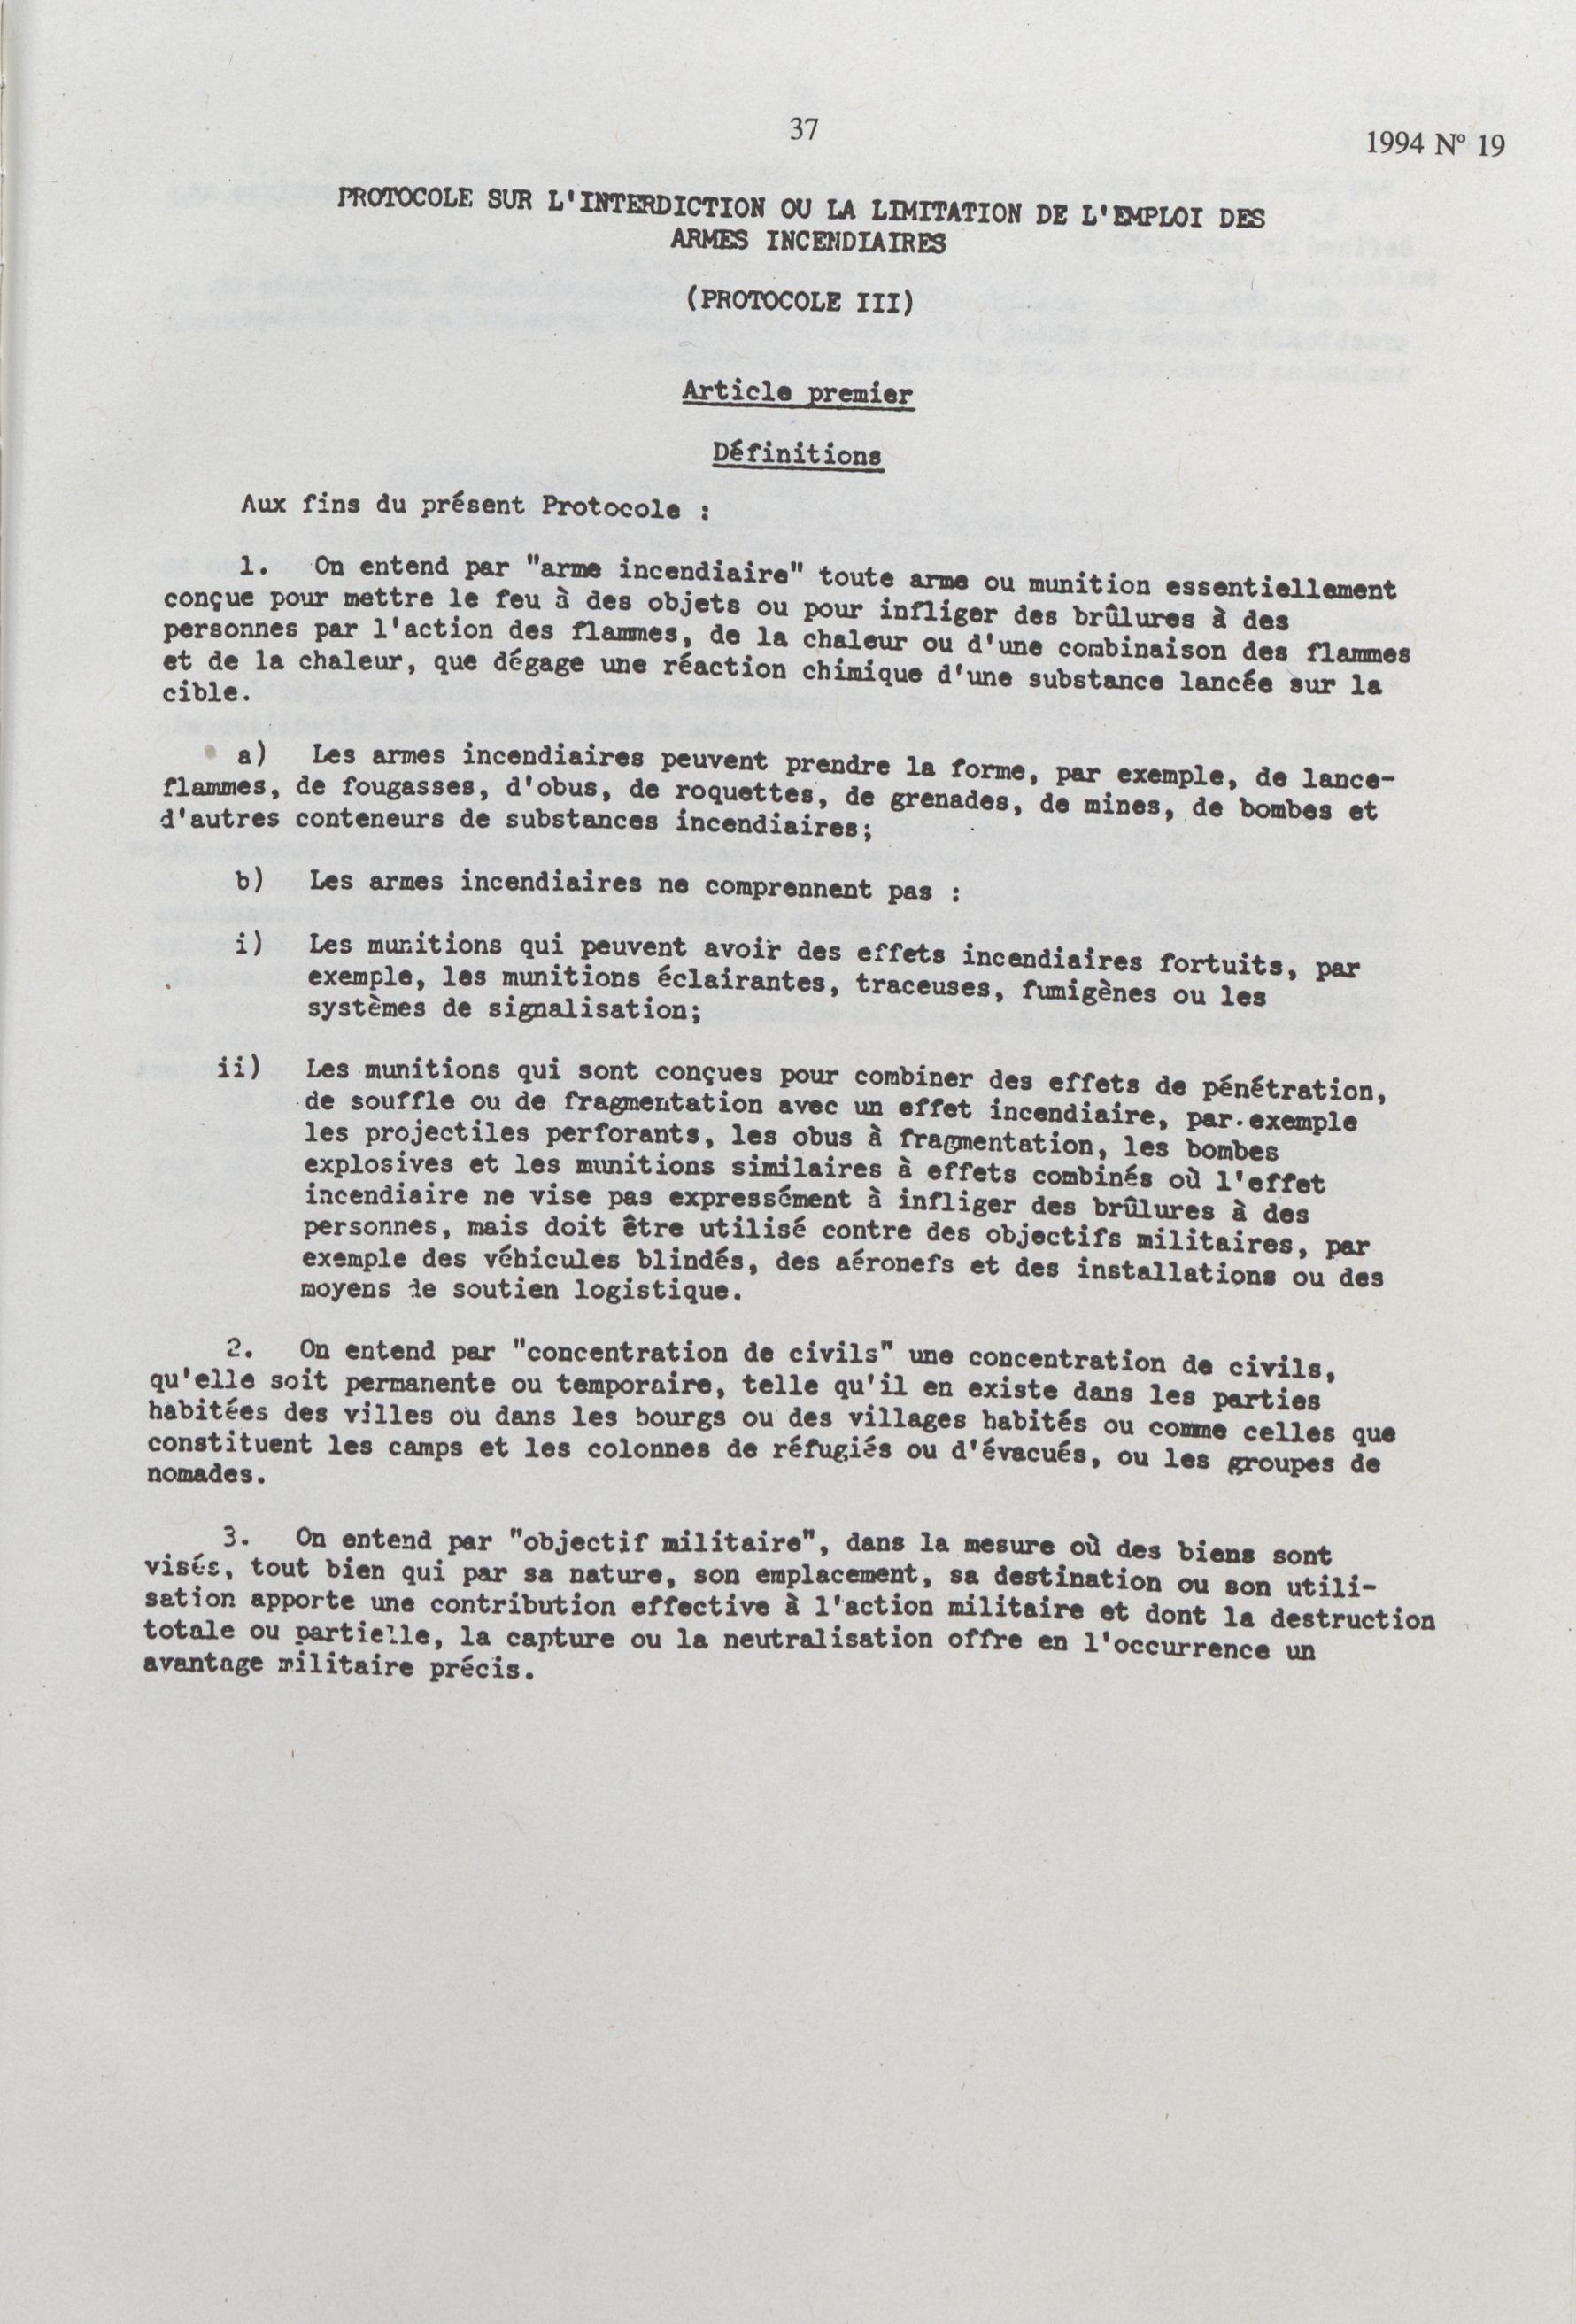 37
1994 Nº 19
PROTOCOLE SUR L'INTERDICTION OU LA LIMITATION DE L'EMPLOI DES
ARMES INCENDIAIRES
(PROTOCOLE III)
Article premier
Définitions
Aux fins du présent Protocole :
1. On entend par "arme incendiaire" toute arme ou munition essentiellement
conçue pour mettre le feu à des objets ou pour infliger des brûlures à des
personnes par l'action des flammes, de la chaleur ou d'une combinaison des flammes
et de la chaleur, que dégage une réaction chimique d'une substance lancée sur la
cible.
a) Les armes incendiaires peuvent prendre la forme, par exemple, de lance-
flammes, de fougasses, d'obus, de roquettes, de grenades, de mines, de bombes et
d'autres conteneurs de substances incendiaires;
b) Les armes incendiaires ne comprennent pas :
i) Les munitions qui peuvent avoir des effets incendiaires fortuits, par
exemple, les munitions éclairantes, traceuses, fumigènes ou les
systèmes de signalisation;
ii) Les munitions qui sont conçues pour combiner des effets de pénétration,
de souffle ou de fragmentation avec un effet incendiaire, par exemple
les projectiles perforants, les obus à fragmentation, les bombes
explosives et les munitions similaires à effets combinés où l'effet
incendiaire ne vise pas expressément à infliger des brûlures à des
personnes, mais doit être utilisé contre des objectifs militaires, par
exemple des véhicules blindés, des aéronefs et des installations ou des
moyens de soutien logistique.
2. On entend par "concentration de civils" une concentration de civils,
qu'elle soit permanente ou temporaire, telle qu'il en existe dans les parties
habitées des villes ou dans les bourgs ou des villages habités ou comme celles que
constituent les camps et les colonnes de réfugiés ou d'évacués, ou les groupes de
nomades.
3. On entend par "objectif militaire", dans la mesure où des biens sont
visés, tout bien qui par sa nature, son emplacement, sa destination ou son utili-
sation apporte une contribution effective à l'action militaire et dont la destruction
totale ou partielle, la capture ou la neutralisation offre en l'occurrence un
avantage militaire précis.